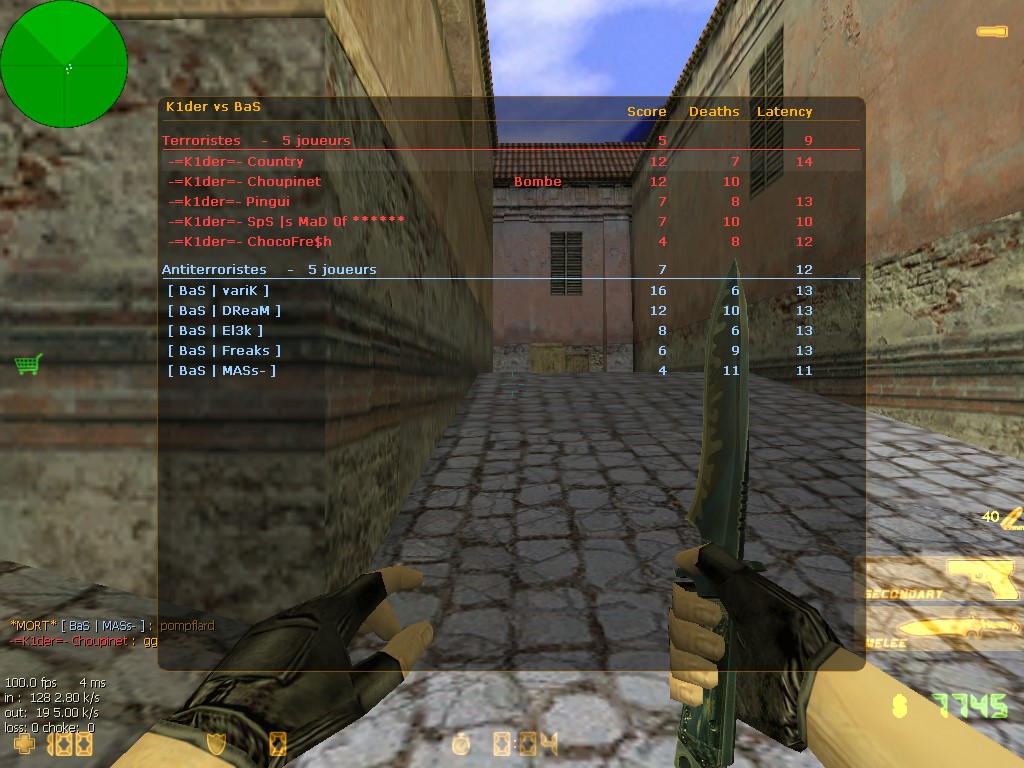 K1der vs BaS Score Deaths Latency
Terroristes - 5 joueurs 5 9
-=K1der=- Country 12 7 14
-=K1der=- Choupinet Bombe 12 10
-=k1der=- Pingui 7 8 13
-=K1der=- SpS |s MaD 0f ****** 7 10 10
-=K1der=- ChocoFre$h 4 8 12
Antiterroristes - 5 joueurs 7 12
[ BaS | variK ] 16 6 13
[ BaS | DReaM ] 12 10 13
[ BaS | El3k ] 8 6 13
[ BaS | Freaks ] 6 9 13
[ BaS | MASs- ] 4 11 11
40
SECONDARY
MELEE
*MORT* [ BaS | MASs- ] : pompflard
-=K1der=- Choupinet : gg
100.0 fps 4 ms
in : 128 2.80 k/s
out: 19 5.00 k/s
loss: 0 choke: 0
$ 7745
100 0 0:04